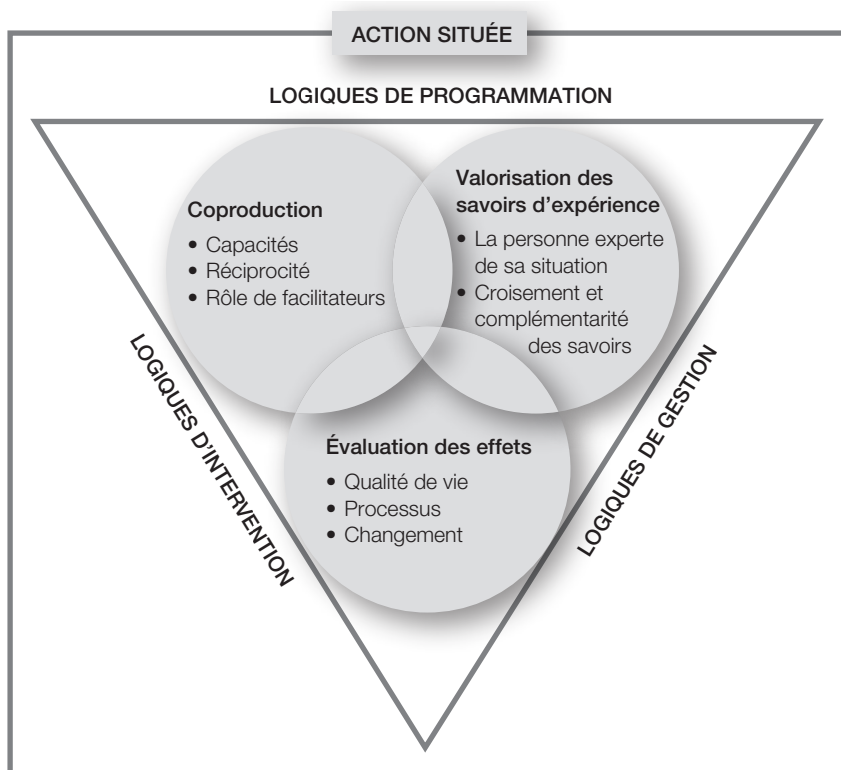 ACTION SITUÉE
LOGIQUES DE PROGRAMMATION
Coproduction
• Capacités
• Réciprocité
• Rôle de facilitateurs
Valorisation des
savoirs d’expérience
• La personne experte
de sa situation
• Croisement et
complémentarité
des savoirs
LOGIQUES D’INTERVENTION
LOGIQUES DE GESTION
Évaluation des effets
• Qualité de vie
• Processus
• Changement